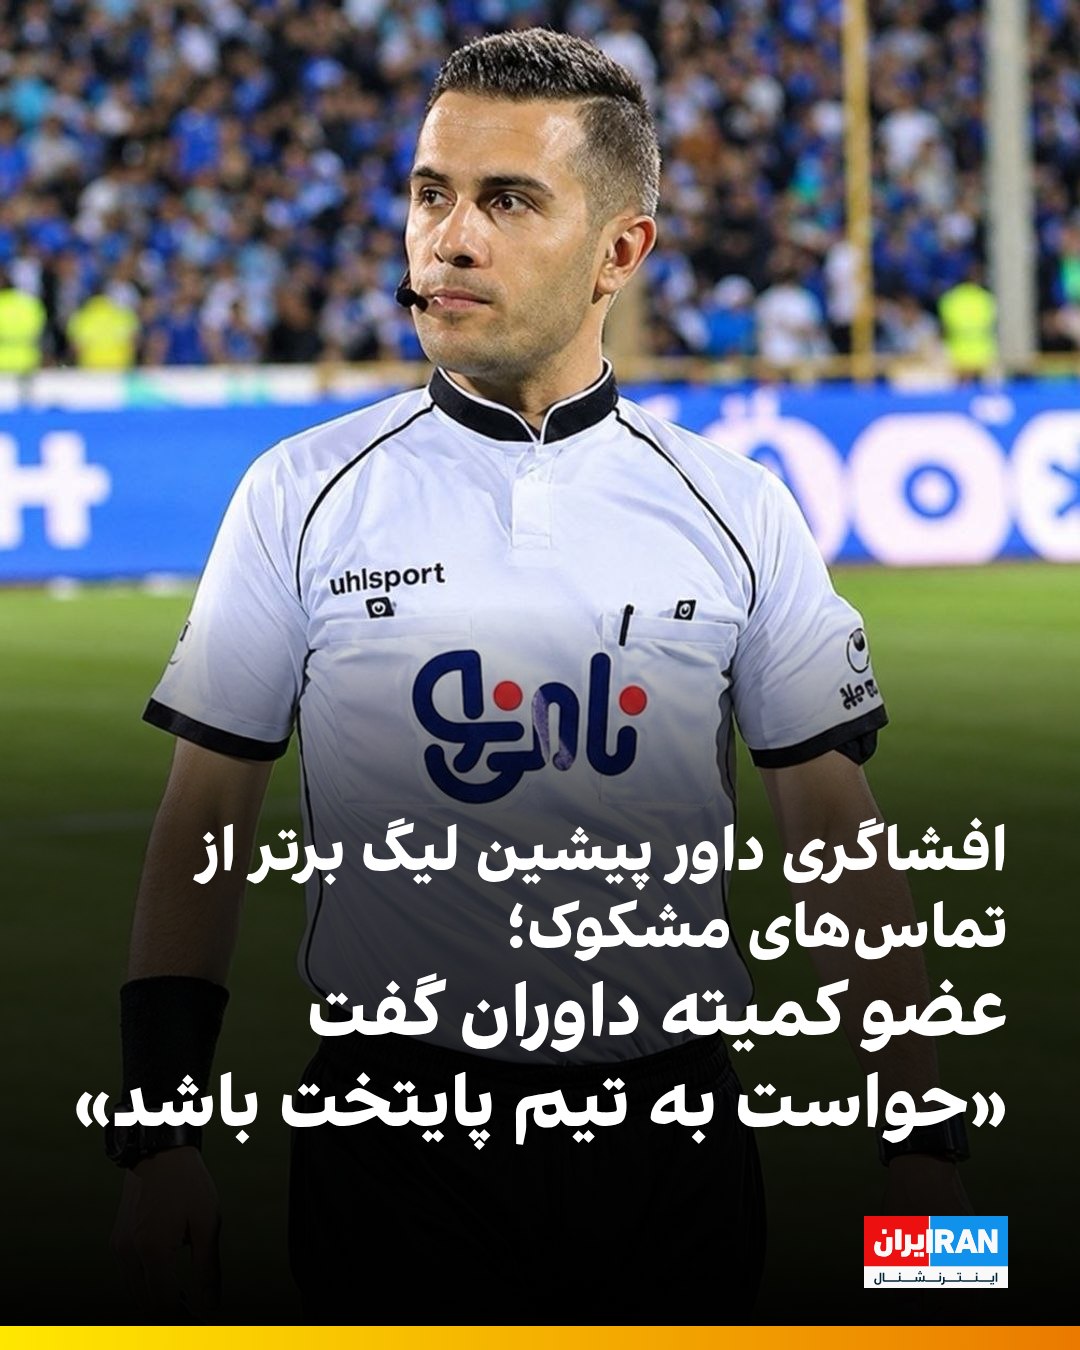 uhlsport
نامی‌نو
افشاگری داور پیشین لیگ برتر از
تماس‌های مشکوک؛
عضو کمیته داوران گفت
«حواست به تیم پایتخت باشد»
ایران IRAN
اینترنشنال